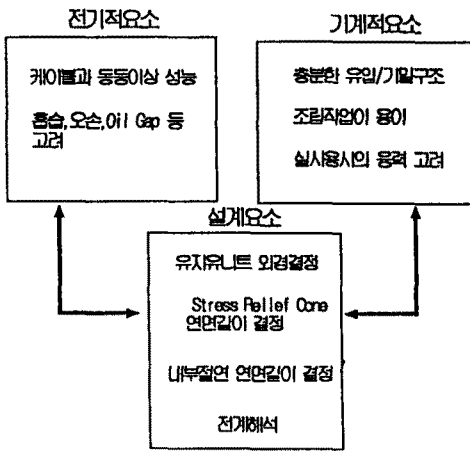 전기적요소
케이블과 동등이상 성능
흡습,오손,Oil Gap 등
고려
기계적요소
충분한 유압/기밀구조
조립작업이 용이
실사용시의 응력 고려
설계요소
유지유니트 외경결정
Stress Relief Cone
연면길이 결정
내부절연 연면길이 결정
전계해석